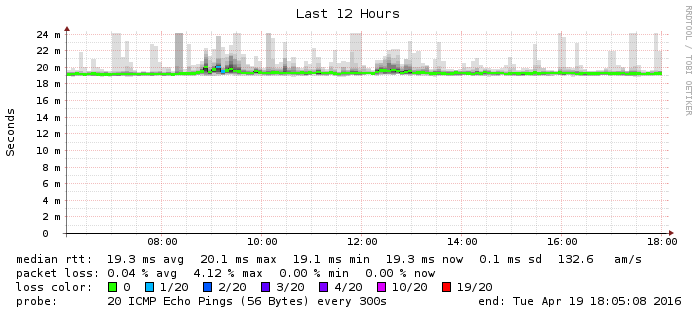 Last 12 Hours
RRDTOOL / TOBI OETIKER
Seconds
24 m
22 m
20 m
18 m
16 m
14 m
12 m
10 m
8 m
6 m
4 m
2 m
0
08:00 10:00 12:00 14:00 16:00 18:00
median rtt: 19.3 ms avg 20.1 ms max 19.1 ms min 19.3 ms now 0.1 ms sd 132.6 am/s
packet loss: 0.04 % avg 4.12 % max 0.00 % min 0.00 % now
loss color: 0 1/20 2/20 3/20 4/20 10/20 19/20
probe: 20 ICMP Echo Pings (56 Bytes) every 300s end: Tue Apr 19 18:05:08 2016